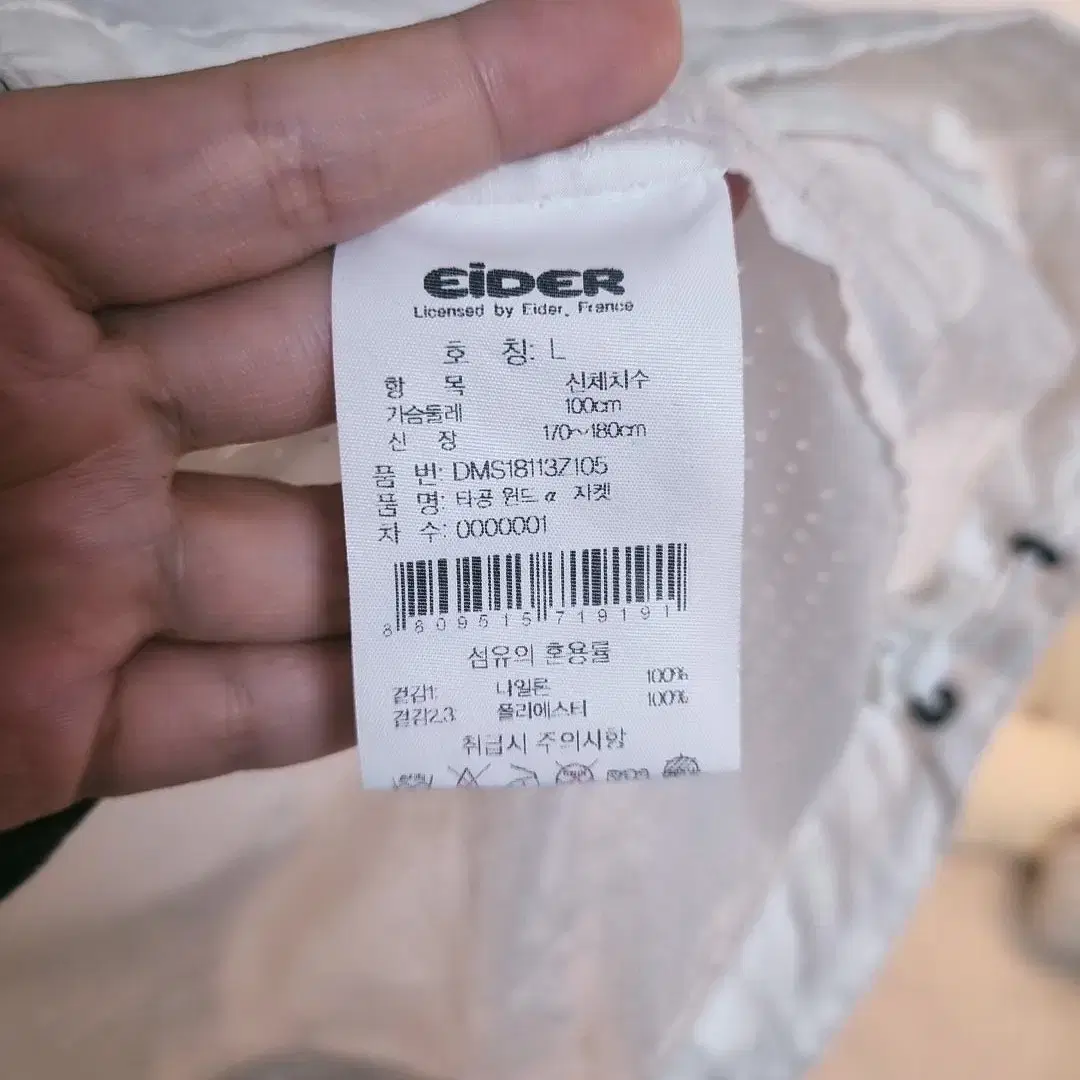 EiDER
Licensed by Eider, France
호 칭: L
항 목 신체치수
가슴둘레 100cm
신 장 170~180cm
품 번: DMS18113Z105
품 명: 타공 윈드 α 자켓
차 수: 0000001
8 809515 719191
섬유의 혼용률
겉감1: 나일론 100%
겉감2.3: 폴리에스터 100%
취급시 주의사항